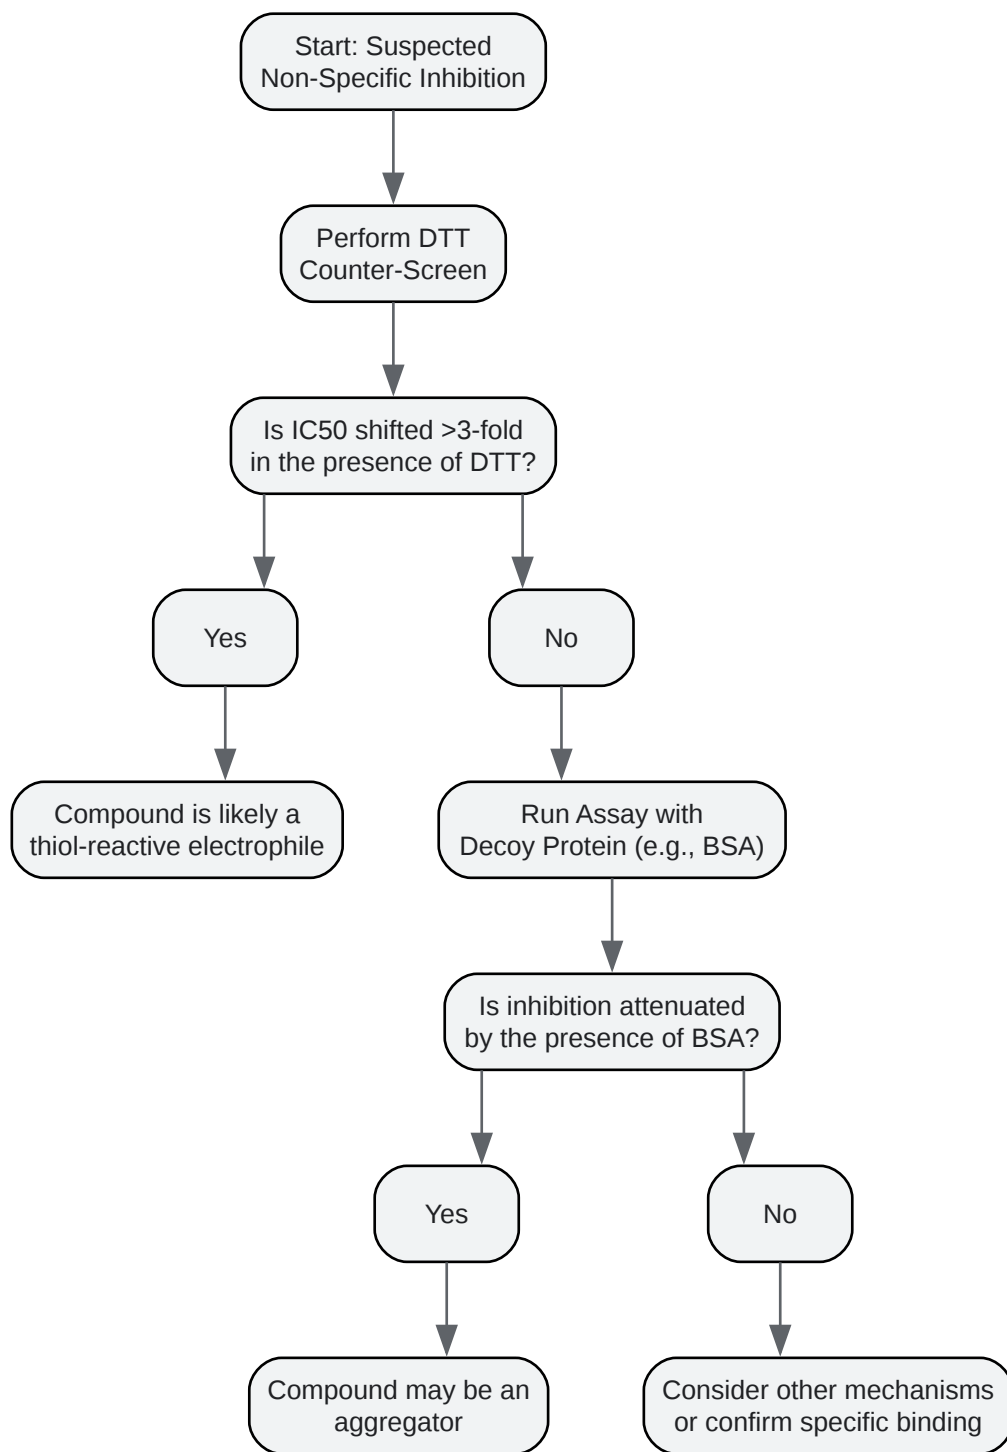 Start: Suspected
Non-Specific Inhibition
Perform DTT
Counter-Screen
Is IC50 shifted >3-fold
in the presence of DTT?
Yes
No
Compound is likely a
thiol-reactive electrophile
Run Assay with
Decoy Protein (e.g., BSA)
Is inhibition attenuated
by the presence of BSA?
Yes
No
Compound may be an
aggregator
Consider other mechanisms
or confirm specific binding